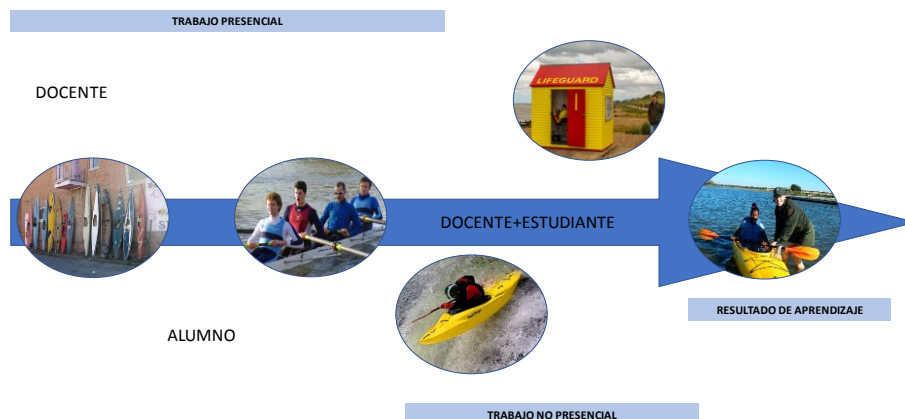 TRABAJO PRESENCIAL
DOCENTE
LIFEGUARD
DOCENTE+ESTUDIANTE
RESULTADO DE APRENDIZAJE
ALUMNO
TRABAJO NO PRESENCIAL